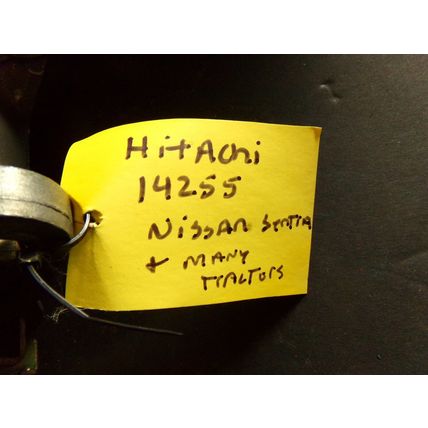 HitAchi
14255
NissAN SENTRA
+ MANY
TRACTORS